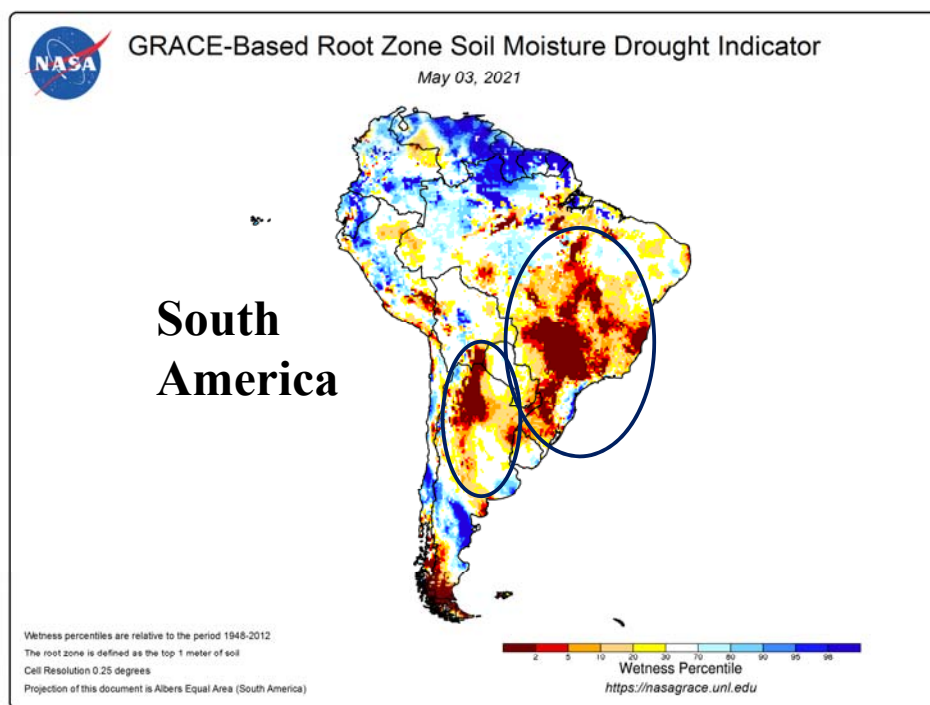 NASA
GRACE-Based Root Zone Soil Moisture Drought Indicator
May 03, 2021
South
America
Wetness percentiles are relative to the period 1948-2012
The root zone is defined as the top 1 meter of soil
Cell Resolution 0.25 degrees
Projection of this document is Albers Equal Area (South America)
2 5 10 20 30 70 80 90 95 98
Wetness Percentile
https://nasagrace.unl.edu